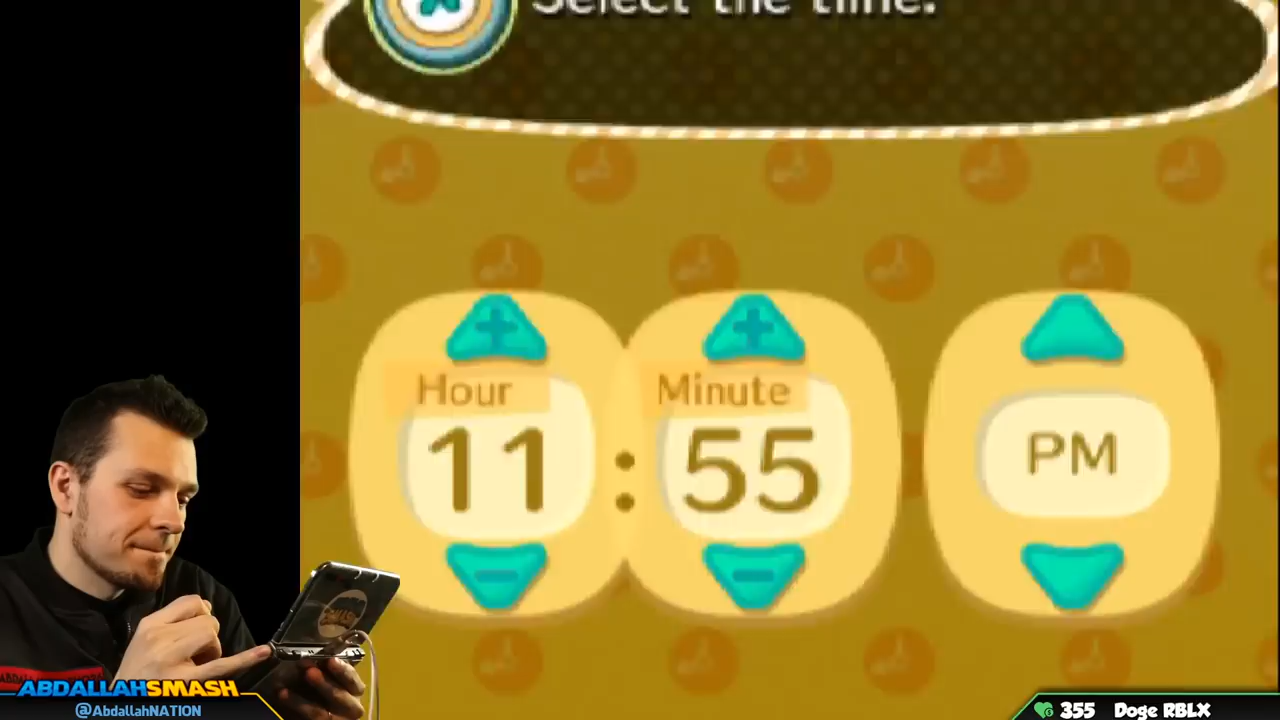 Select the time.
Hour
Minute
11 : 55
PM
ABDALLAHSMASH
@AbdallahNATION
355 Doge RBLX